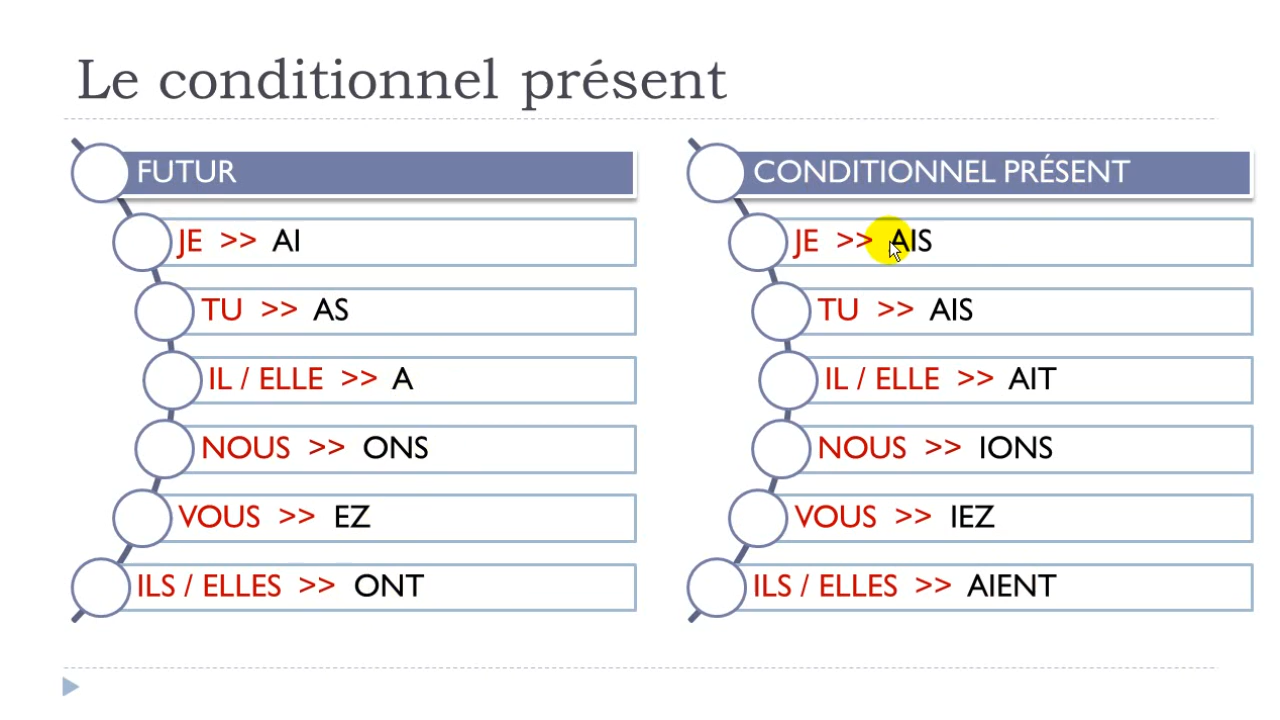 Le conditionnel présent
FUTUR
JE >> AI
TU >> AS
IL / ELLE >> A
NOUS >> ONS
VOUS >> EZ
ILS / ELLES >> ONT
CONDITIONNEL PRÉSENT
JE >> AIS
TU >> AIS
IL / ELLE >> AIT
NOUS >> IONS
VOUS >> IEZ
ILS / ELLES >> AIENT